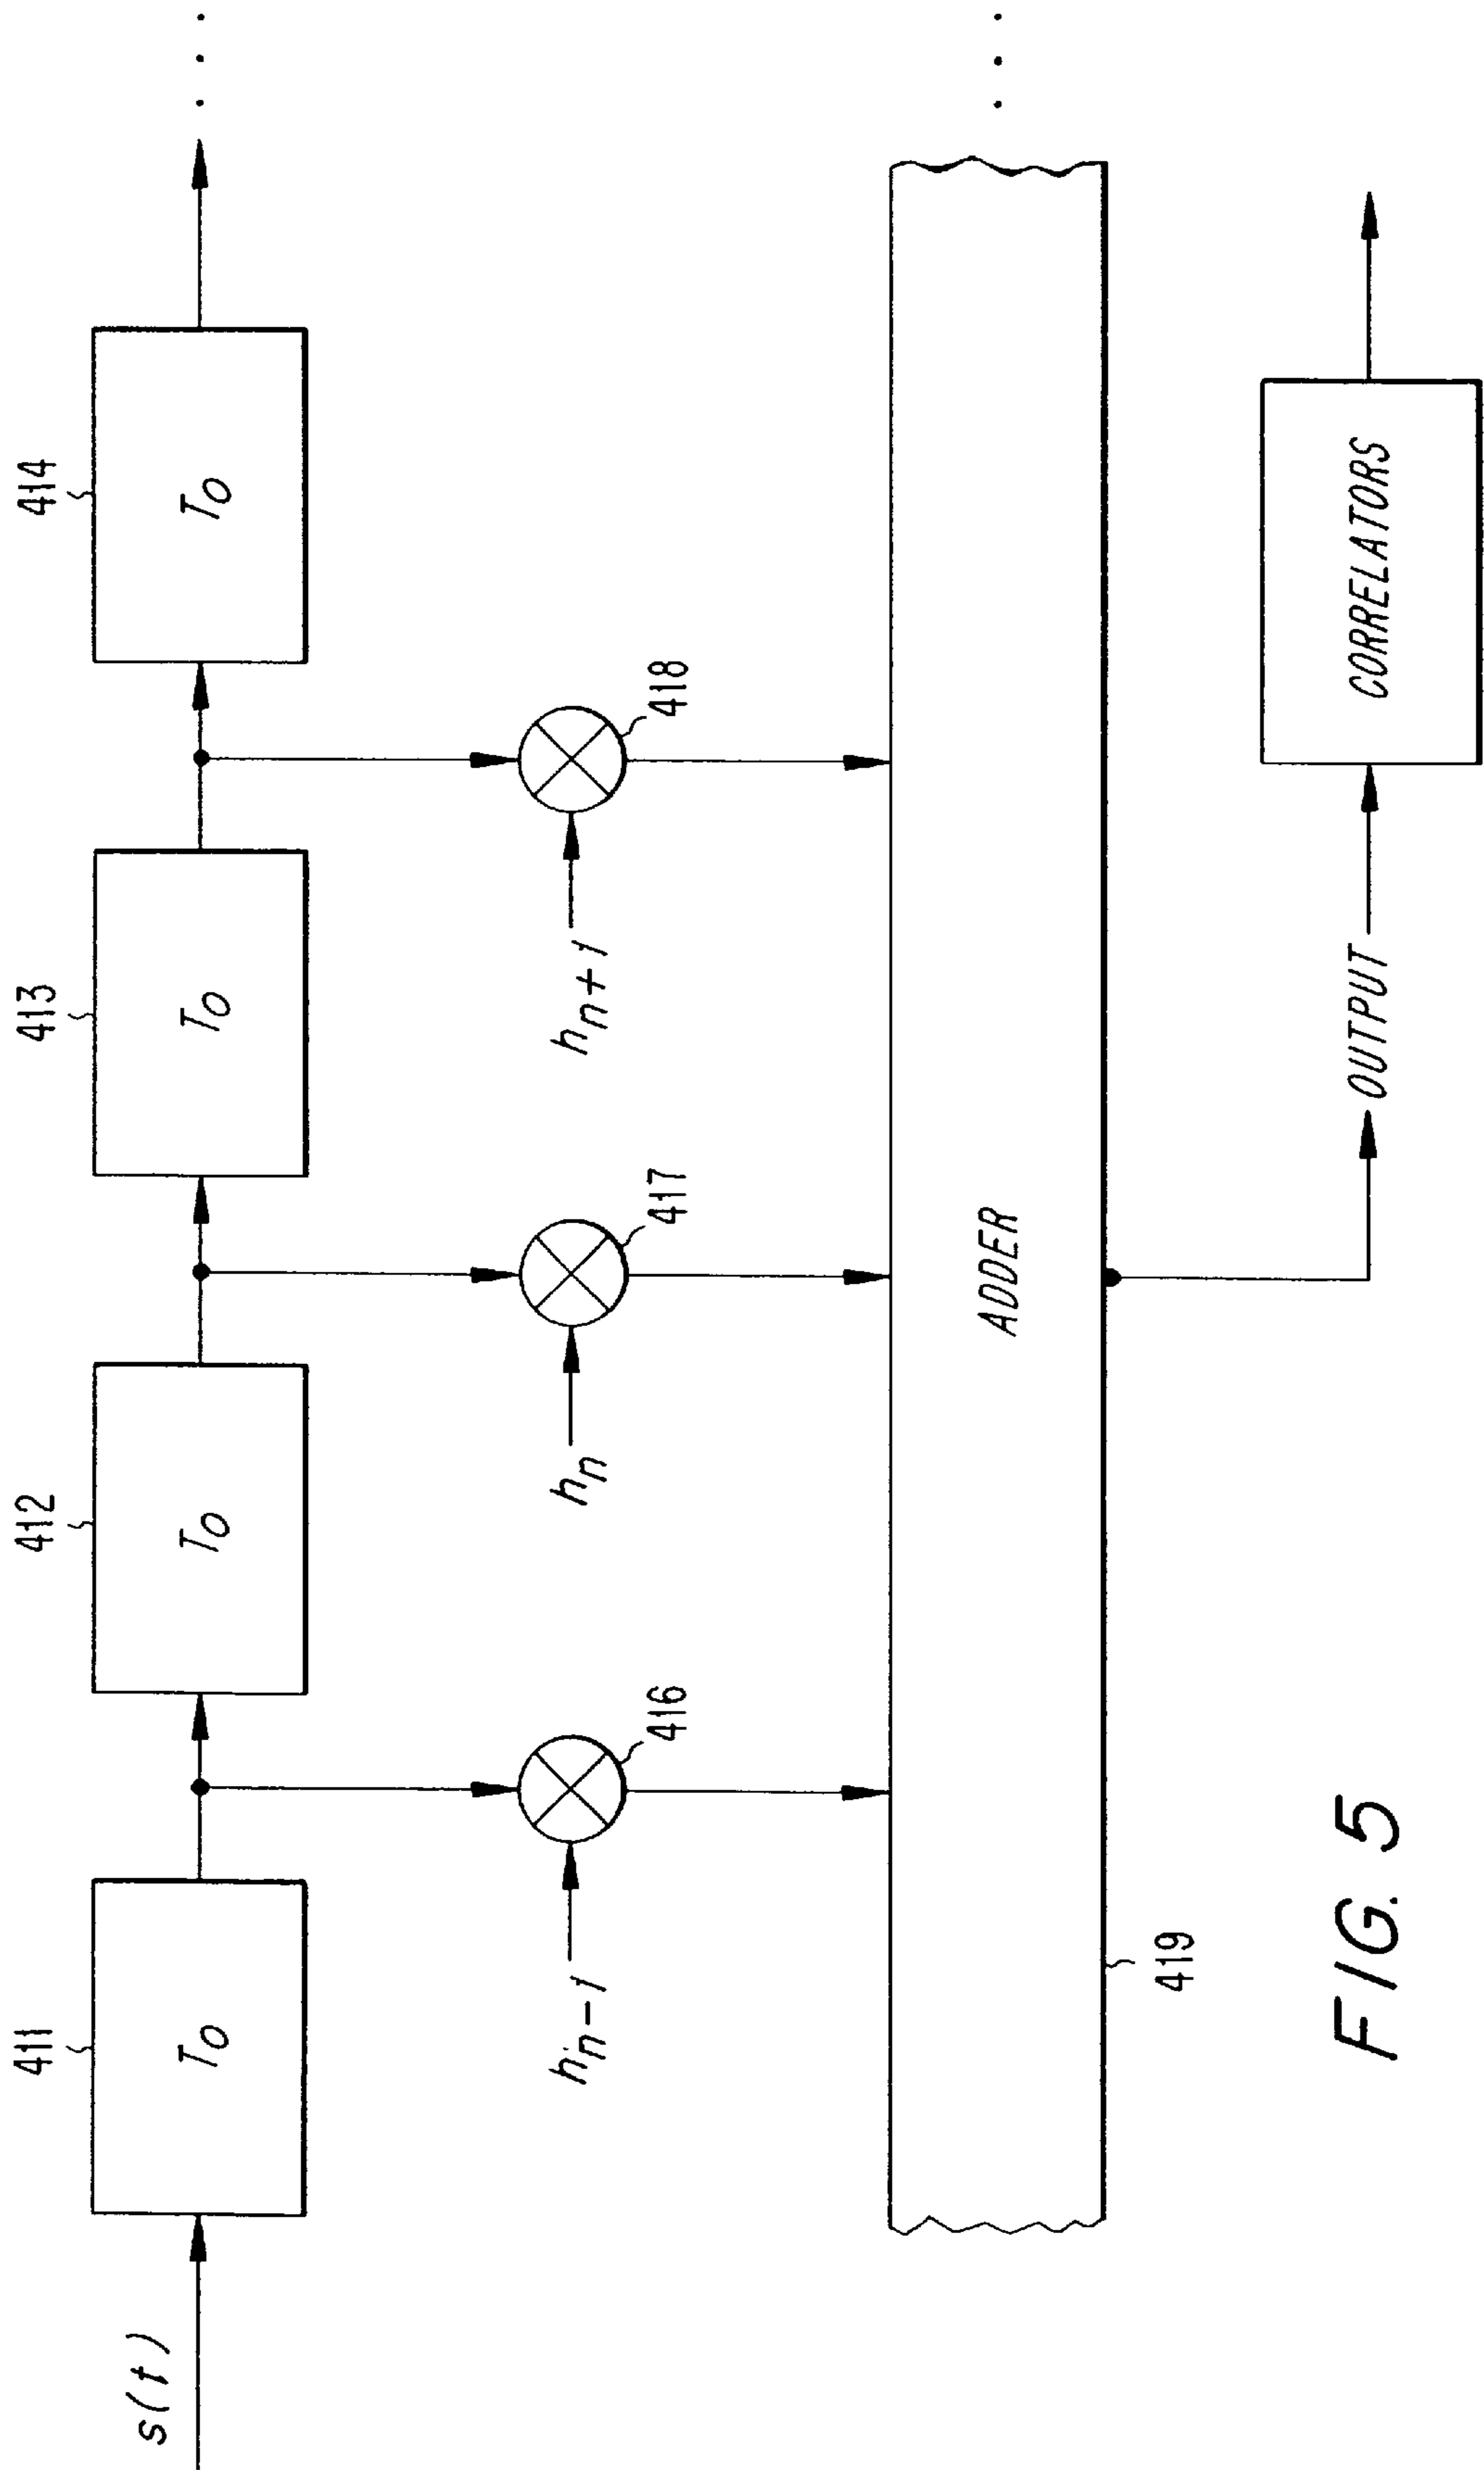 411 412 413 414
s(t) T₀ T₀ T₀ T₀
416 417 418
hₙ₋₁ hₙ hₙ₊₁
ADDER
419
OUTPUT CORRELATORS
FIG. 5